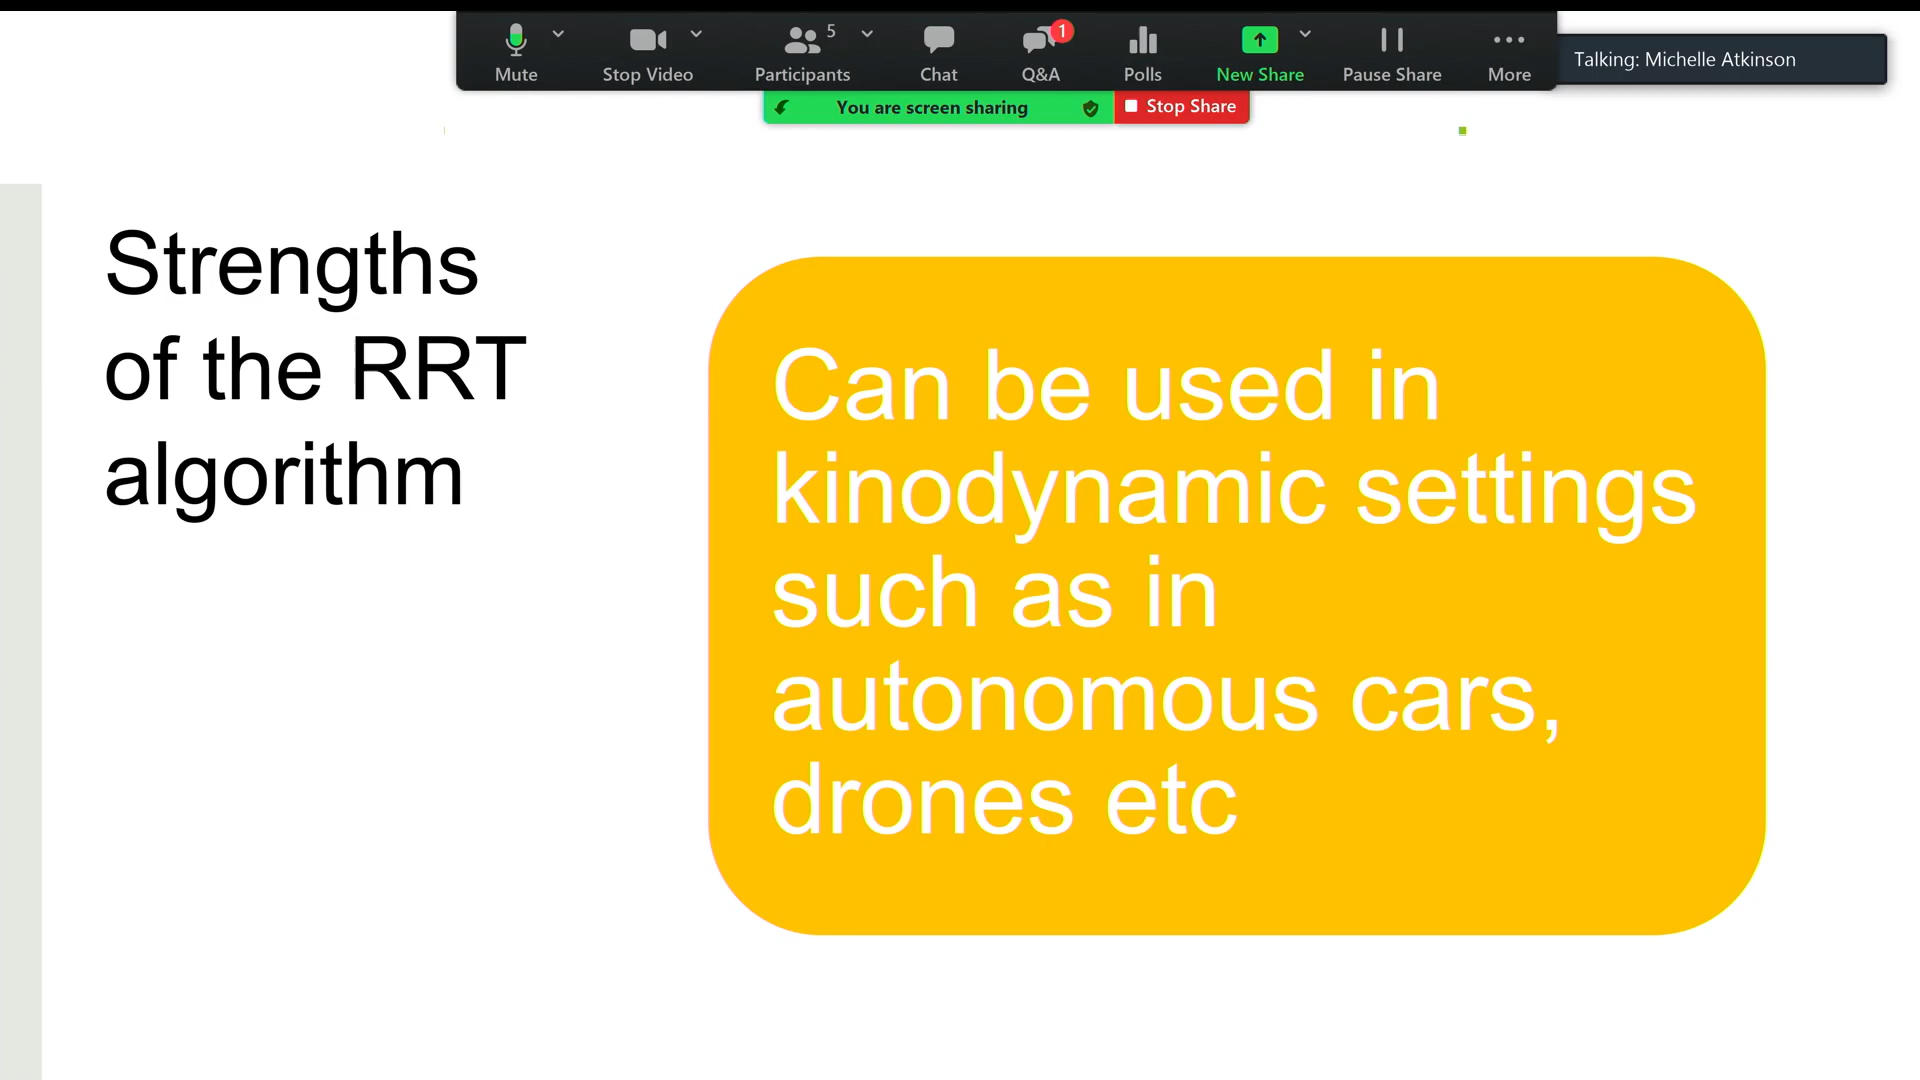 5
1
Mute
Stop Video
Participants
Chat
Q&A
Polls
New Share
Pause Share
More
Talking: Michelle Atkinson
You are screen sharing
Stop Share
Strengths
of the RRT
algorithm
Can be used in
kinodynamic settings
such as in
autonomous cars,
drones etc